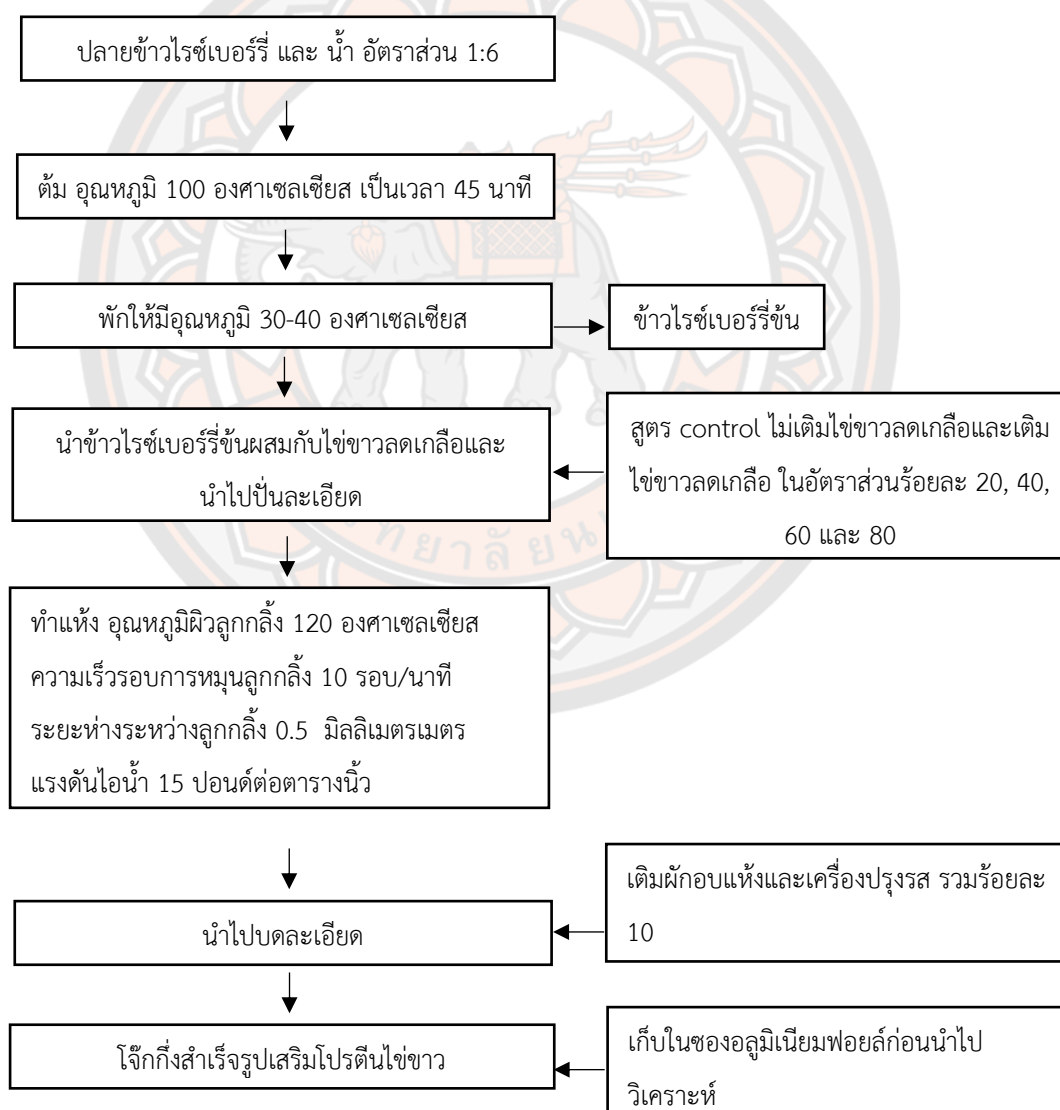 ปลายข้าวไรซ์เบอร์รี่ และ น้ำ อัตราส่วน 1:6
ต้ม อุณหภูมิ 100 องศาเซลเซียส เป็นเวลา 45 นาที
พักให้มีอุณหภูมิ 30-40 องศาเซลเซียส
ข้าวไรซ์เบอร์รี่ข้น
นำข้าวไรซ์เบอร์รี่ข้นผสมกับไข่ขาวลดเกลือและ
นำไปปั่นละเอียด
สูตร control ไม่เติมไข่ขาวลดเกลือและเติม
ไข่ขาวลดเกลือ ในอัตราส่วนร้อยละ 20, 40,
60 และ 80
ทำแห้ง อุณหภูมิผิวลูกกลิ้ง 120 องศาเซลเซียส
ความเร็วรอบการหมุนลูกกลิ้ง 10 รอบ/นาที
ระยะห่างระหว่างลูกกลิ้ง 0.5 มิลลิเมตรเมตร
แรงดันไอน้ำ 15 ปอนด์ต่อตารางนิ้ว
เติมผักอบแห้งและเครื่องปรุงรส รวมร้อยละ
10
นำไปบดละเอียด
โจ๊กกึ่งสำเร็จรูปเสริมโปรตีนไข่ขาว
เก็บในซองอลูมิเนียมฟอยล์ก่อนนำไป
วิเคราะห์